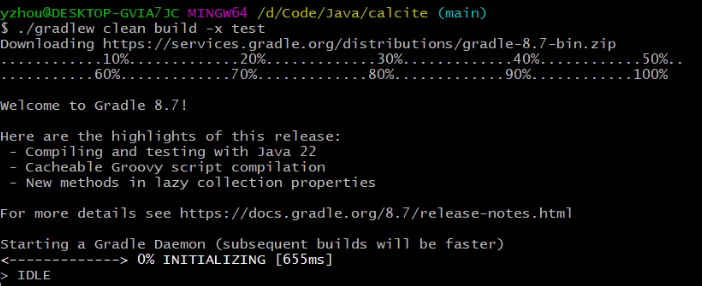 yzhou@DESKTOP-GVIA7JC MINGW64 /d/Code/Java/calcite (main)
$ ./gradlew clean build -x test
Downloading https://services.gradle.org/distributions/gradle-8.7-bin.zip
............10%.............20%.............30%.............40%.............50%..
...........60%.............70%.............80%.............90%.............100%
Welcome to Gradle 8.7!
Here are the highlights of this release:
- Compiling and testing with Java 22
- Cacheable Groovy script compilation
- New methods in lazy collection properties
For more details see https://docs.gradle.org/8.7/release-notes.html
Starting a Gradle Daemon (subsequent builds will be faster)
<-------------> 0% INITIALIZING [655ms]
> IDLE